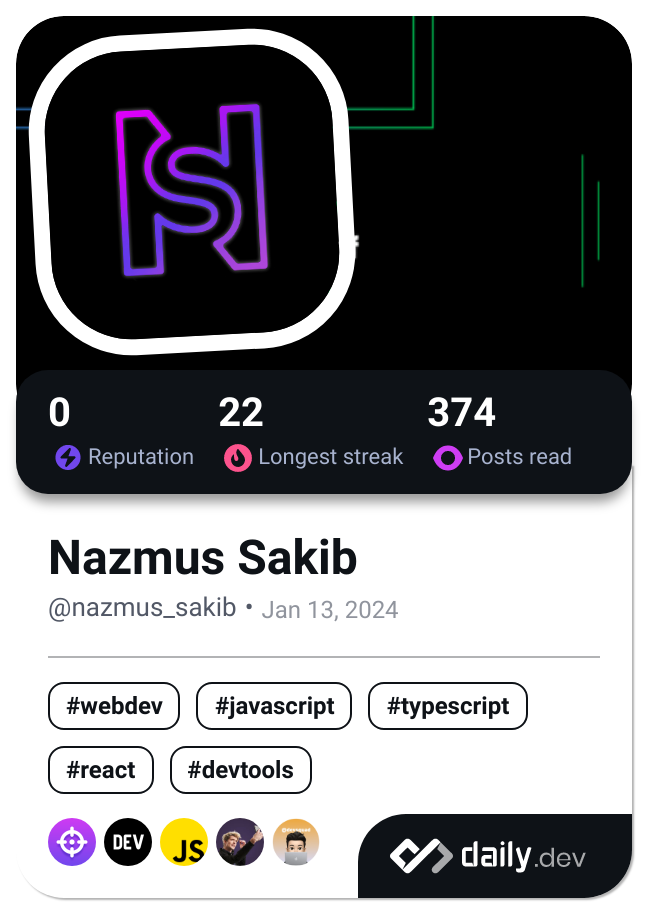 0 22 374
Reputation Longest streak Posts read
Nazmus Sakib
@nazmus_sakib • Jan 13, 2024
#webdev #javascript #typescript
#react #devtools
DEV JS
daily.dev